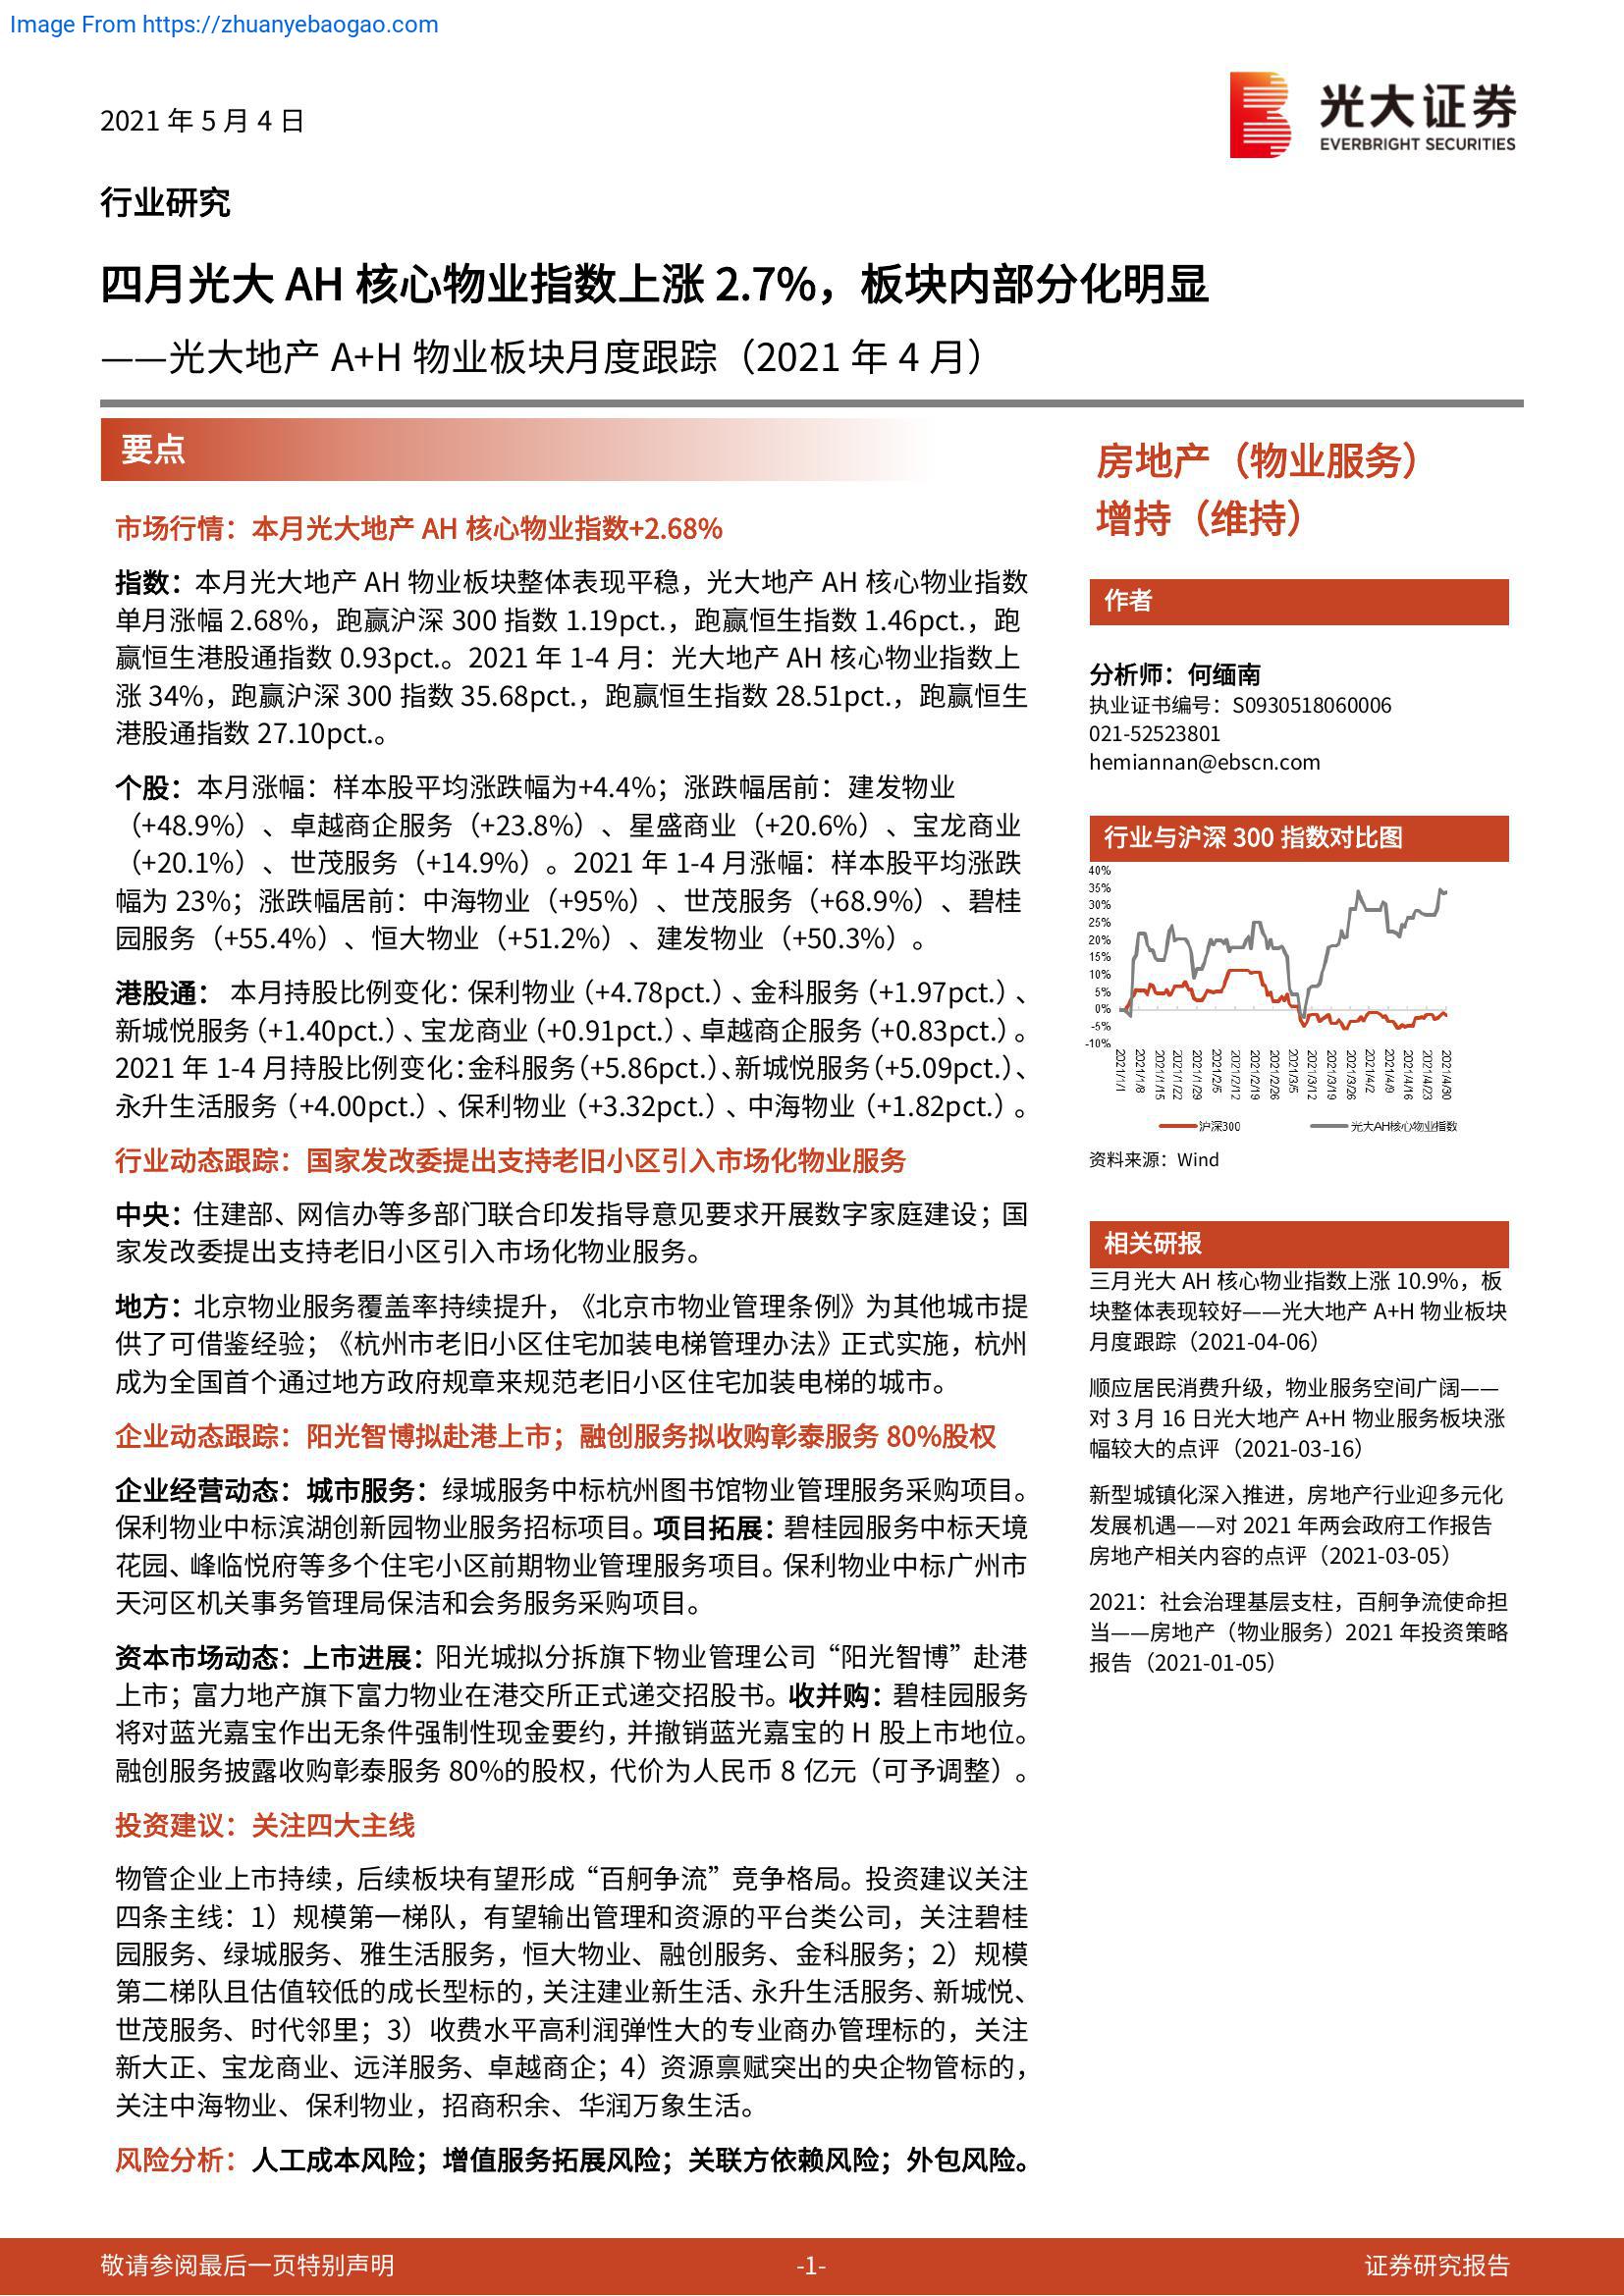 Image From https://zhuanyebaogao.com
2021 年 5 月 4 日
光大证券
EVERBRIGHT SECURITIES
行业研究
四月光大 AH 核心物业指数上涨 2.7%，板块内部分化明显
——光大地产 A+H 物业板块月度跟踪（2021 年 4 月）
要点
市场行情：本月光大地产 AH 核心物业指数+2.68%
指数：本月光大地产 AH 物业板块整体表现平稳，光大地产 AH 核心物业指数
单月涨幅 2.68%，跑赢沪深 300 指数 1.19pct.，跑赢恒生指数 1.46pct.，跑
赢恒生港股通指数 0.93pct.。2021 年 1-4 月：光大地产 AH 核心物业指数上
涨 34%，跑赢沪深 300 指数 35.68pct.，跑赢恒生指数 28.51pct.，跑赢恒生
港股通指数 27.10pct.。
个股：本月涨幅：样本股平均涨跌幅为+4.4%；涨跌幅居前：建发物业
（+48.9%）、卓越商企服务（+23.8%）、星盛商业（+20.6%）、宝龙商业
（+20.1%）、世茂服务（+14.9%）。2021 年 1-4 月涨幅：样本股平均涨跌
幅为 23%；涨跌幅居前：中海物业（+95%）、世茂服务（+68.9%）、碧桂
园服务（+55.4%）、恒大物业（+51.2%）、建发物业（+50.3%）。
港股通： 本月持股比例变化：保利物业（+4.78pct.）、金科服务（+1.97pct.）、
新城悦服务（+1.40pct.）、宝龙商业（+0.91pct.）、卓越商企服务（+0.83pct.）。
2021 年 1-4 月持股比例变化：金科服务（+5.86pct.）、新城悦服务（+5.09pct.）、
永升生活服务（+4.00pct.）、保利物业（+3.32pct.）、中海物业（+1.82pct.）。
行业动态跟踪：国家发改委提出支持老旧小区引入市场化物业服务
中央：住建部、网信办等多部门联合印发指导意见要求开展数字家庭建设；国
家发改委提出支持老旧小区引入市场化物业服务。
地方：北京物业服务覆盖率持续提升，《北京市物业管理条例》为其他城市提
供了可借鉴经验；《杭州市老旧小区住宅加装电梯管理办法》正式实施，杭州
成为全国首个通过地方政府规章来规范老旧小区住宅加装电梯的城市。
企业动态跟踪：阳光智博拟赴港上市；融创服务拟收购彰泰服务 80%股权
企业经营动态：城市服务：绿城服务中标杭州图书馆物业管理服务采购项目。
保利物业中标滨湖创新园物业服务招标项目。项目拓展：碧桂园服务中标天境
花园、峰临悦府等多个住宅小区前期物业管理服务项目。保利物业中标广州市
天河区机关事务管理局保洁和会务服务采购项目。
资本市场动态：上市进展：阳光城拟分拆旗下物业管理公司“阳光智博”赴港
上市；富力地产旗下富力物业在港交所正式递交招股书。收并购：碧桂园服务
将对蓝光嘉宝作出无条件强制性现金要约，并撤销蓝光嘉宝的 H 股上市地位。
融创服务披露收购彰泰服务 80%的股权，代价为人民币 8 亿元（可予调整）。
投资建议：关注四大主线
物管企业上市持续，后续板块有望形成“百舸争流”竞争格局。投资建议关注
四条主线：1）规模第一梯队，有望输出管理和资源的平台类公司，关注碧桂
园服务、绿城服务、雅生活服务，恒大物业、融创服务、金科服务；2）规模
第二梯队且估值较低的成长型标的，关注建业新生活、永升生活服务、新城悦、
世茂服务、时代邻里；3）收费水平高利润弹性大的专业商办管理标的，关注
新大正、宝龙商业、远洋服务、卓越商企；4）资源禀赋突出的央企物管标的，
关注中海物业、保利物业，招商积余、华润万象生活。
风险分析：人工成本风险；增值服务拓展风险；关联方依赖风险；外包风险。
房地产（物业服务）
增持（维持）
作者
分析师：何缅南
执业证书编号：S0930518060006
021-52523801
hemiannan@ebscn.com
行业与沪深 300 指数对比图
40%
35%
30%
25%
20%
15%
10%
5%
0%
-5%
-10%
2021/1/1
2021/1/8
2021/1/15
2021/1/22
2021/1/29
2021/2/5
2021/2/12
2021/2/19
2021/2/26
2021/3/5
2021/3/12
2021/3/19
2021/3/26
2021/4/2
2021/4/9
2021/4/16
2021/4/23
2021/4/30
沪深300
光大AH核心物业指数
资料来源：Wind
相关研报
三月光大 AH 核心物业指数上涨 10.9%，板
块整体表现较好——光大地产 A+H 物业板块
月度跟踪（2021-04-06）
顺应居民消费升级，物业服务空间广阔——
对 3 月 16 日光大地产 A+H 物业服务板块涨
幅较大的点评（2021-03-16）
新型城镇化深入推进，房地产行业迎多元化
发展机遇——对 2021 年两会政府工作报告
房地产相关内容的点评（2021-03-05）
2021：社会治理基层支柱，百舸争流使命担
当——房地产（物业服务）2021 年投资策略
报告（2021-01-05）
敬请参阅最后一页特别声明
-1-
证券研究报告